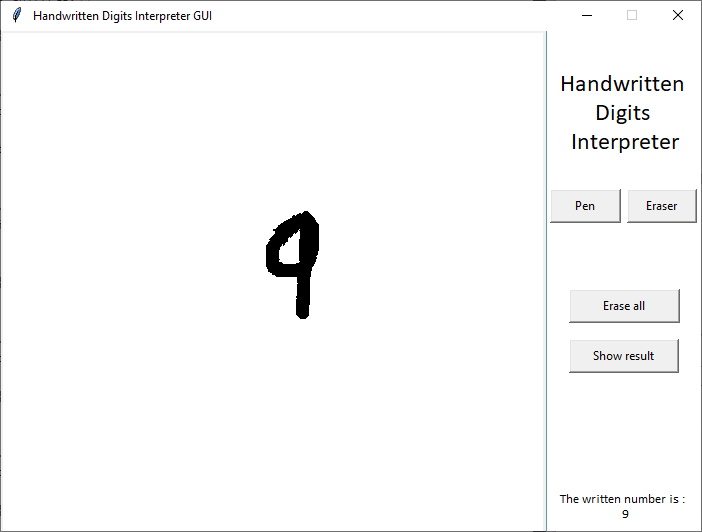 Handwritten Digits Interpreter GUI
9
Handwritten
Digits
Interpreter
Pen
Eraser
Erase all
Show result
The written number is :
9